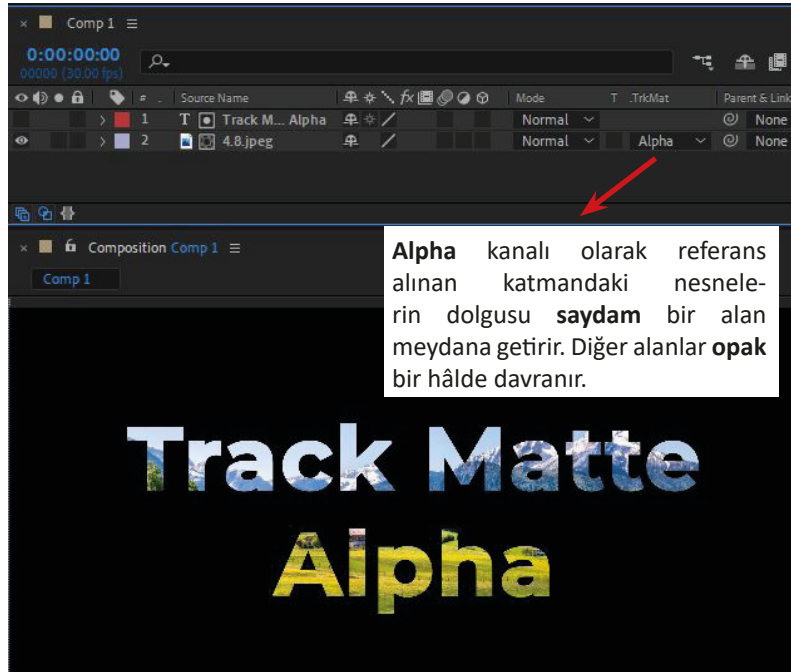 × Comp 1 ≡
0:00:00:00
00000 (30.00 fps)
# . Source Name fx Mode T .TrkMat Parent & Link
> 1 T Track M... Alpha Normal None
> 2 4.8.jpeg Normal Alpha None
× Composition Comp 1 ≡
Comp 1
Alpha kanalı olarak referans
alınan katmandaki nesnele-
rin dolgusu saydam bir alan
meydana getirir. Diğer alanlar opak
bir hâlde davranır.
Track Matte
Alpha